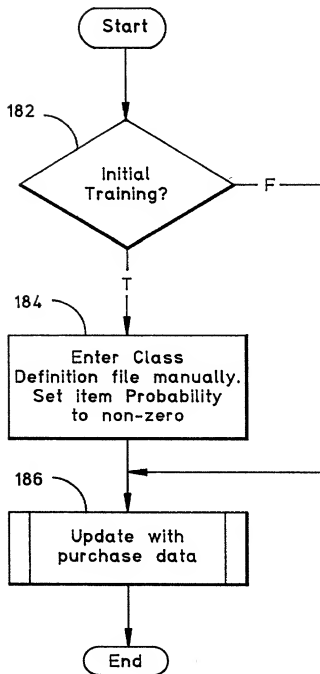 Start
182
Initial
Training?
F
T
184
Enter Class
Definition file manually.
Set item Probability
to non-zero
186
Update with
purchase data
End